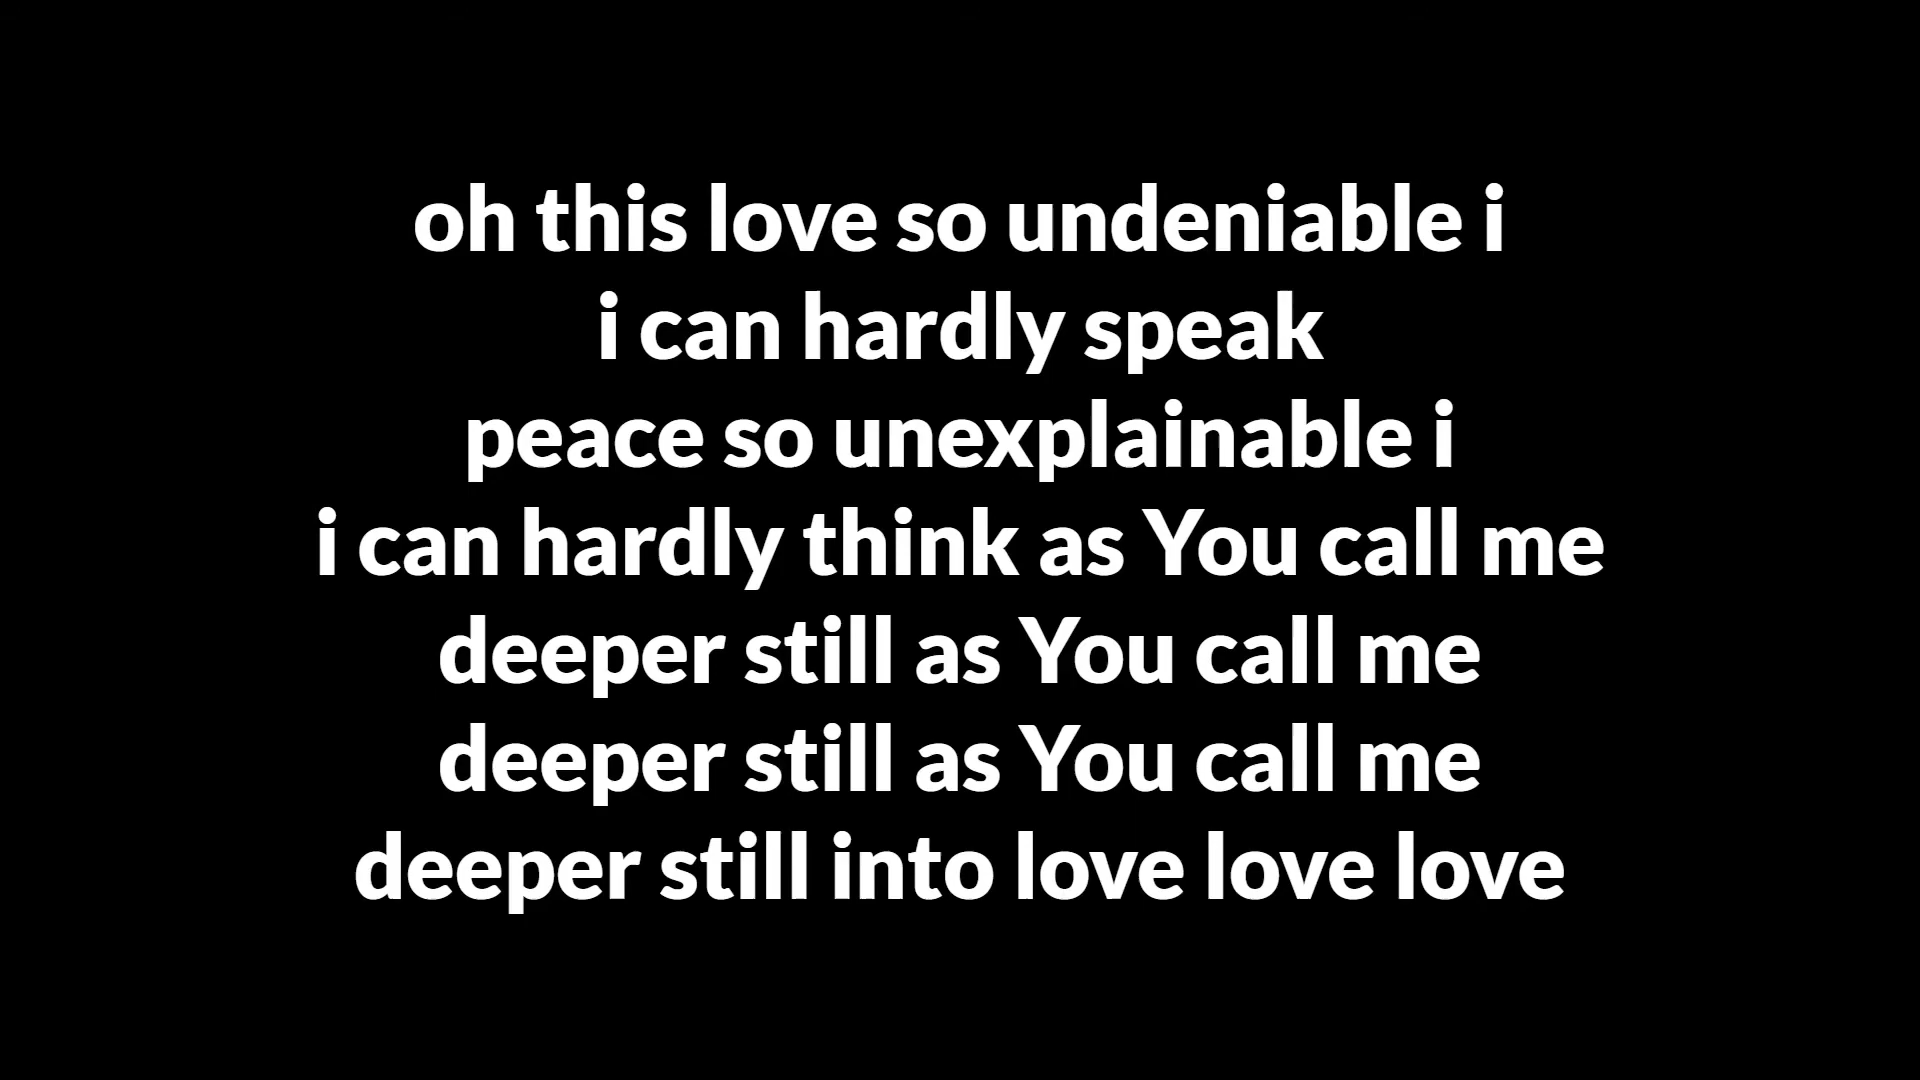 oh this love so undeniable i
i can hardly speak
peace so unexplainable i
i can hardly think as You call me
deeper still as You call me
deeper still as You call me
deeper still into love love love